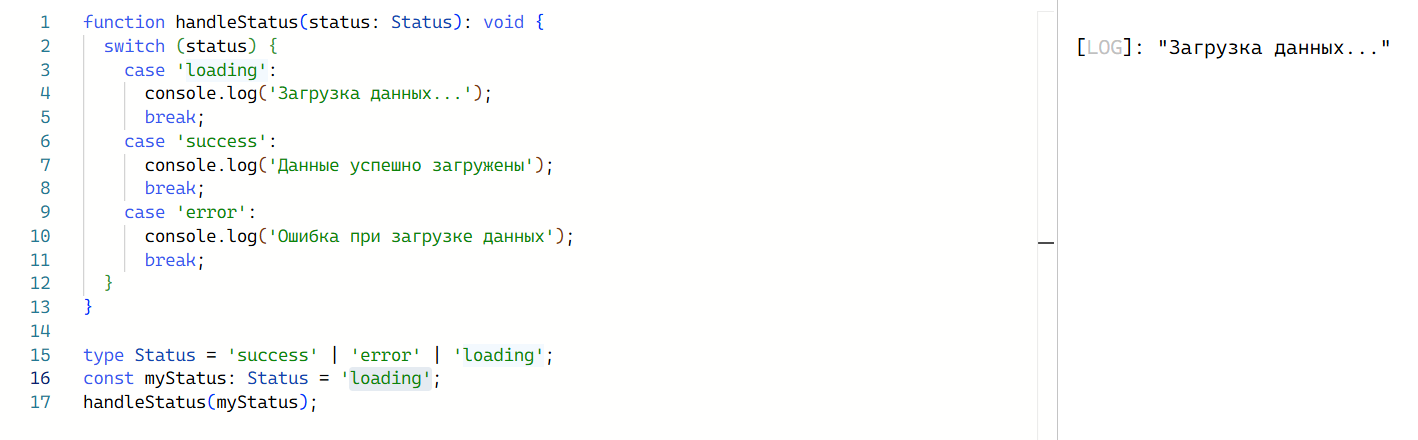 1 function handleStatus(status: Status): void {
2 switch (status) {
3 case 'loading':
4 console.log('Загрузка данных...');
5 break;
6 case 'success':
7 console.log('Данные успешно загружены');
8 break;
9 case 'error':
10 console.log('Ошибка при загрузке данных');
11 break;
12 }
13 }
14
15 type Status = 'success' | 'error' | 'loading';
16 const myStatus: Status = 'loading';
17 handleStatus(myStatus);
[LOG]: "Загрузка данных..."